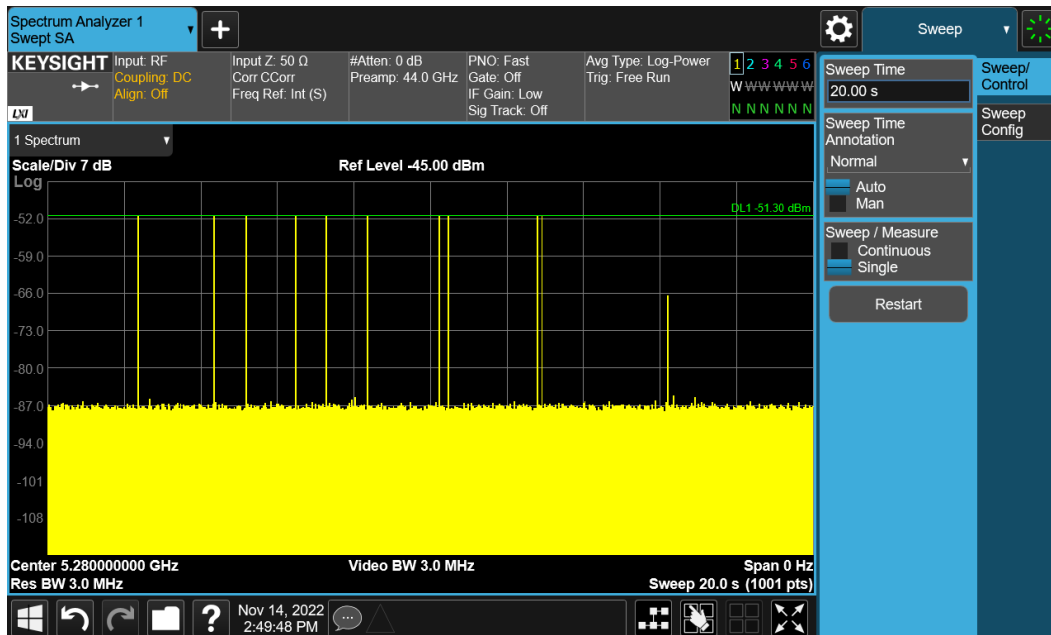 Spectrum Analyzer 1
Swept SA
Sweep
KEYSIGHT
LXI
Input: RF
Coupling: DC
Align: Off
Input Z: 50 Ω
Corr CCorr
Freq Ref: Int (S)
#Atten: 0 dB
Preamp: 44.0 GHz
PNO: Fast
Gate: Off
IF Gain: Low
Sig Track: Off
Avg Type: Log-Power
Trig: Free Run
1 2 3 4 5 6
W W W W W W
N N N N N N
Sweep Time
20.00 s
Sweep/
Control
Sweep
Config
Sweep Time
Annotation
Normal
Auto
Man
Sweep / Measure
Continuous
Single
Restart
1 Spectrum
Scale/Div 7 dB
Ref Level -45.00 dBm
Log
DL1 -51.30 dBm
-52.0
-59.0
-66.0
-73.0
-80.0
-87.0
-94.0
-101
-108
Center 5.280000000 GHz
Video BW 3.0 MHz
Span 0 Hz
Res BW 3.0 MHz
Sweep 20.0 s (1001 pts)
?
Nov 14, 2022
2:49:48 PM